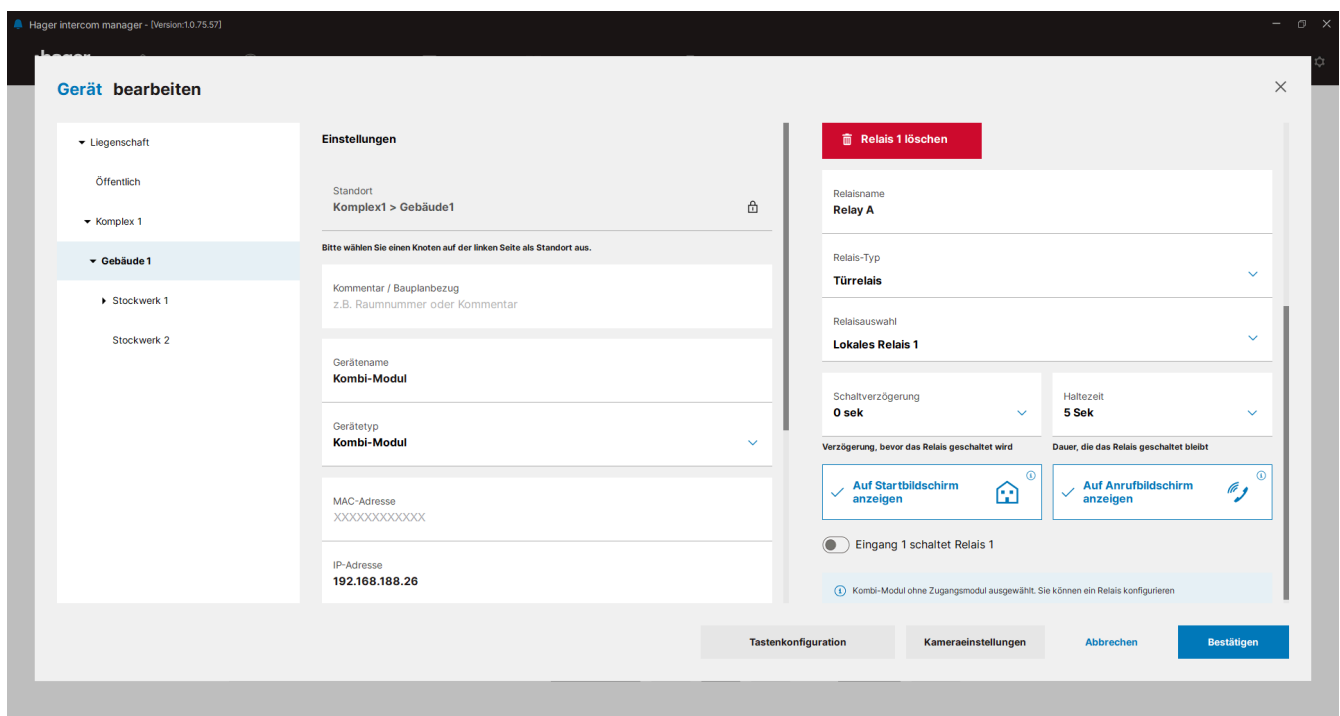 Hager intercom manager - [Version:1.0.75.57]
Gerät bearbeiten
Liegenschaft
Öffentlich
Komplex 1
Gebäude 1
Stockwerk 1
Stockwerk 2
Einstellungen
Standort
Komplex1 > Gebäude1
Bitte wählen Sie einen Knoten auf der linken Seite als Standort aus.
Kommentar / Bauplanbezug
z.B. Raumnummer oder Kommentar
Gerätename
Kombi-Modul
Gerätetyp
Kombi-Modul
MAC-Adresse
XXXXXXXXXXXX
IP-Adresse
192.168.188.26
Relais 1 löschen
Relaisname
Relay A
Relais-Typ
Türrelais
Relaisauswahl
Lokales Relais 1
Schaltverzögerung
0 sek
Verzögerung, bevor das Relais geschaltet wird
Haltezeit
5 Sek
Dauer, die das Relais geschaltet bleibt
Auf Startbildschirm
anzeigen
Auf Anrufbildschirm
anzeigen
Eingang 1 schaltet Relais 1
Kombi-Modul ohne Zugangsmodul ausgewählt. Sie können ein Relais konfigurieren
Tastenkonfiguration
Kameraeinstellungen
Abbrechen
Bestätigen